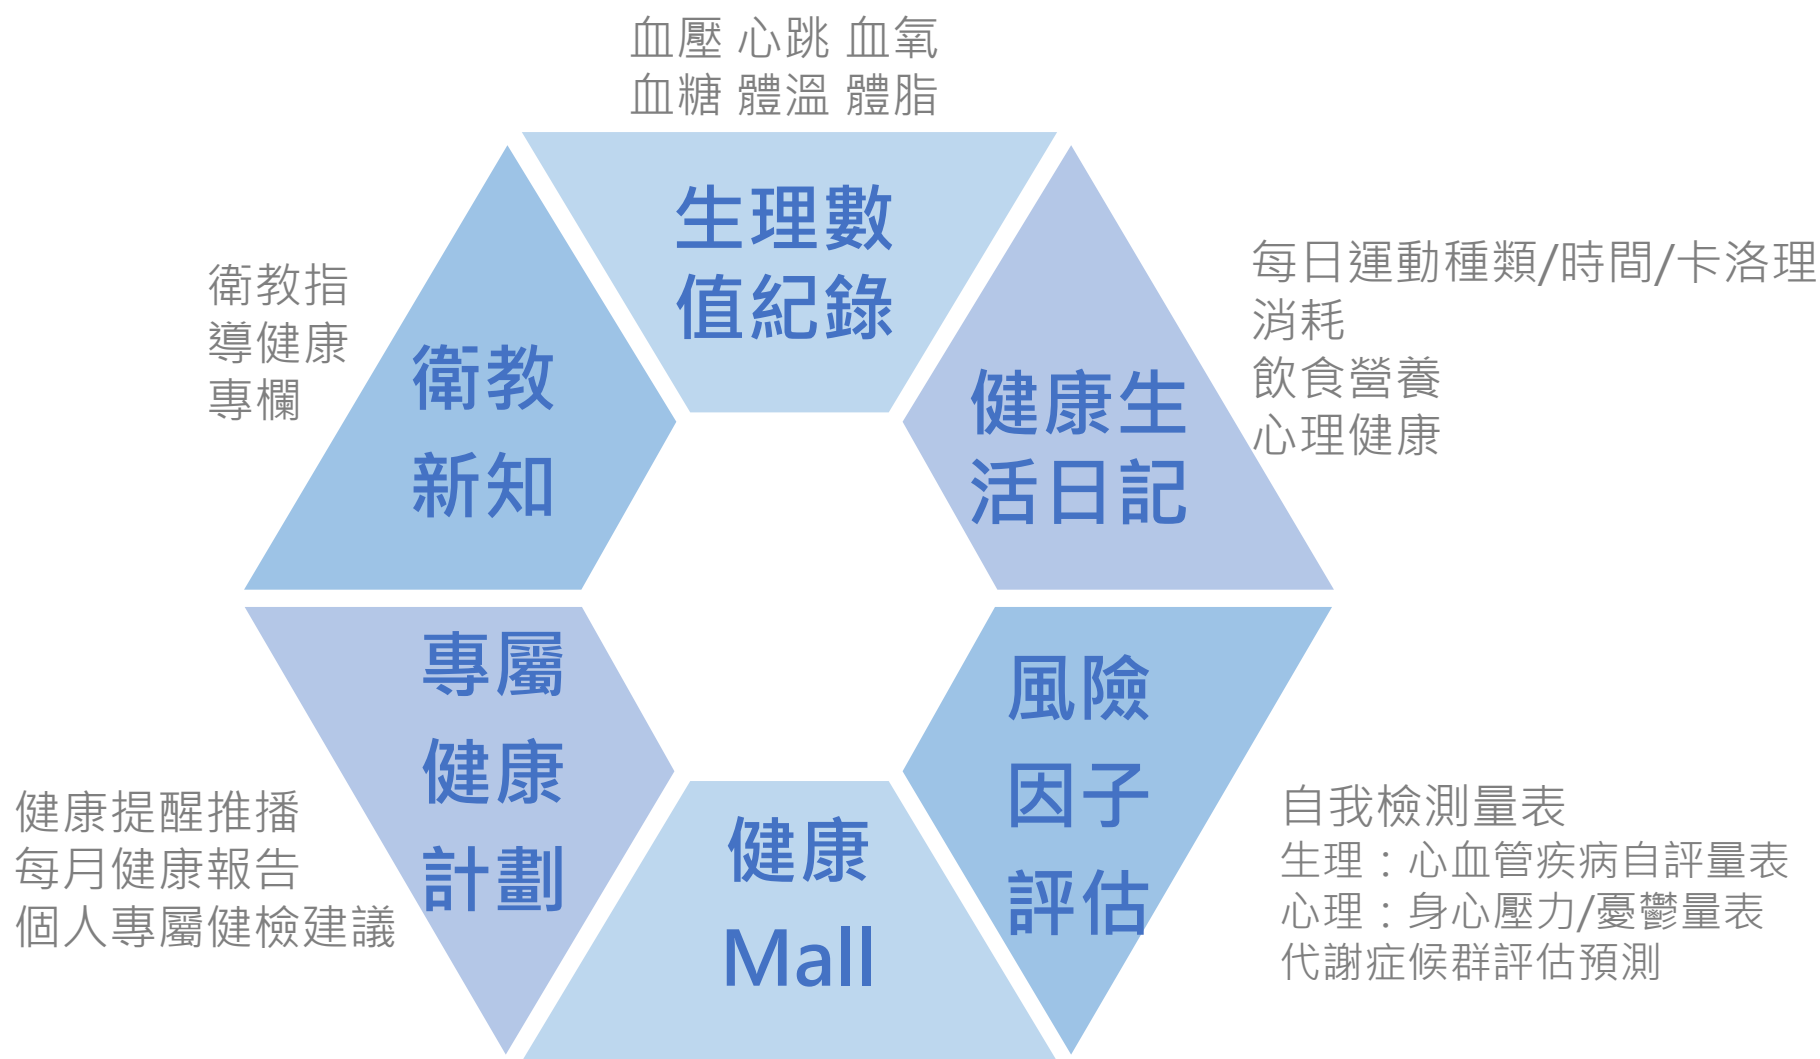 血壓 心跳 血氧
血糖 體溫 體脂
生理數
值紀錄
每日運動種類/時間/卡洛理
消耗
飲食營養
心理健康
健康生
活日記
自我檢測量表
生理：心血管疾病自評量表
心理：身心壓力/憂鬱量表
代謝症候群評估預測
風險
因子
評估
健康
Mall
專屬
健康
計劃
健康提醒推播
每月健康報告
個人專屬健檢建議
衛教
新知
衛教指
導健康
專欄